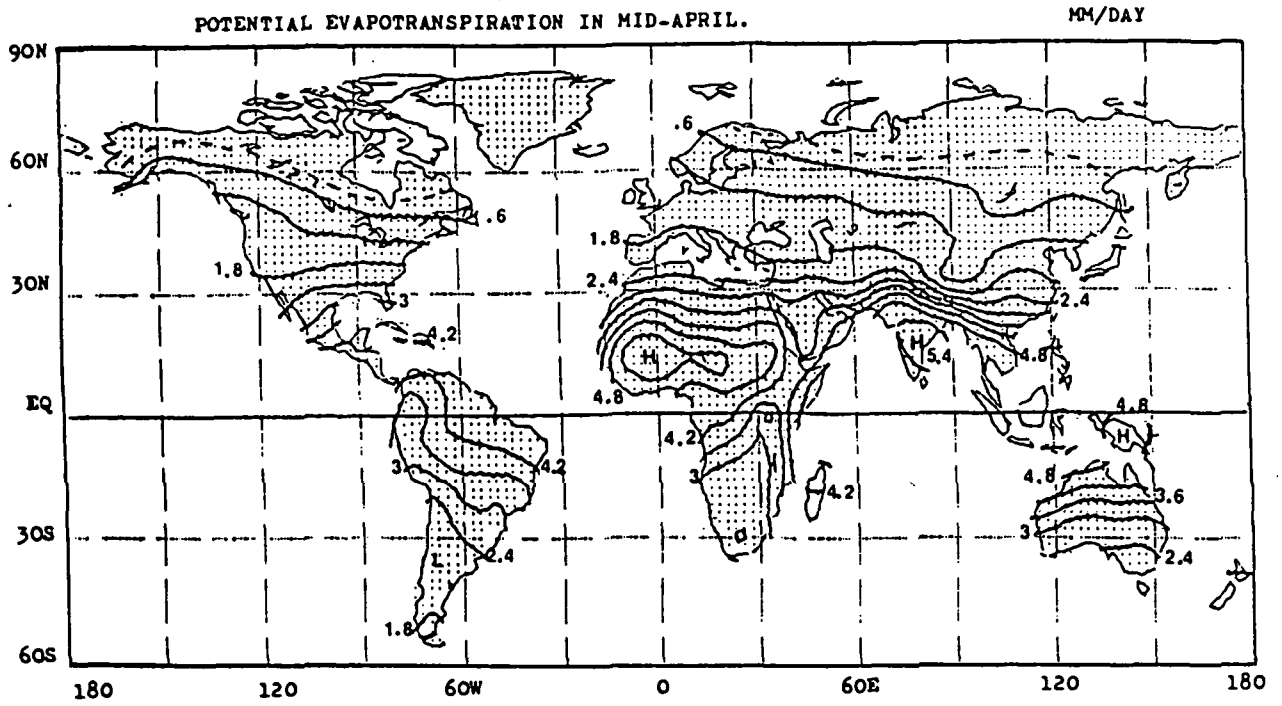 POTENTIAL EVAPOTRANSPIRATION IN MID-APRIL. MM/DAY
90N
.6
60N
.6
1.8
1.8
30N
2.4
3
2.4
4.2
H
H
5.4
4.8
4.8
EQ
4.8
4.2
H
3
4.2
3
4.2
4.8
3.6
30S
3
2.4
L
2.4
1.8
60S
180 120 60W 0 60E 120 180